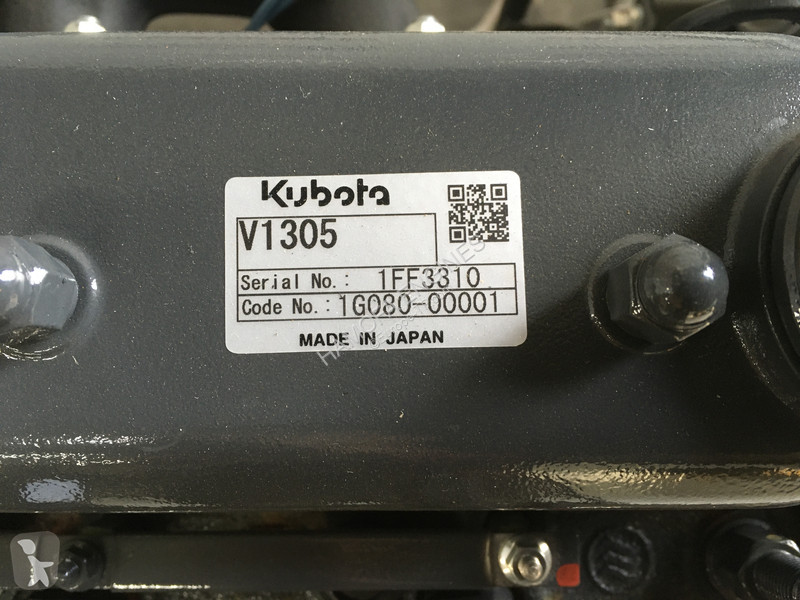 Kubota
V1305
Serial No.: 1FF3310
Code No.: 1G080-00001
MADE IN JAPAN